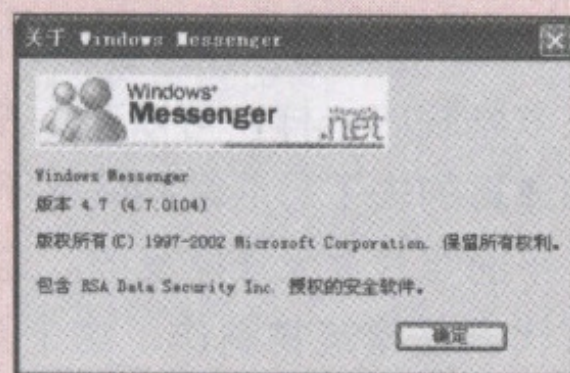 关于 Windows Messenger
Windows®
Messenger
.net
Windows Messenger
版本 4.7 (4.7.0104)
版权所有(C) 1997-2002 Microsoft Corporation. 保留所有权利。
包含 RSA Data Security Inc. 授权的安全软件。
确定